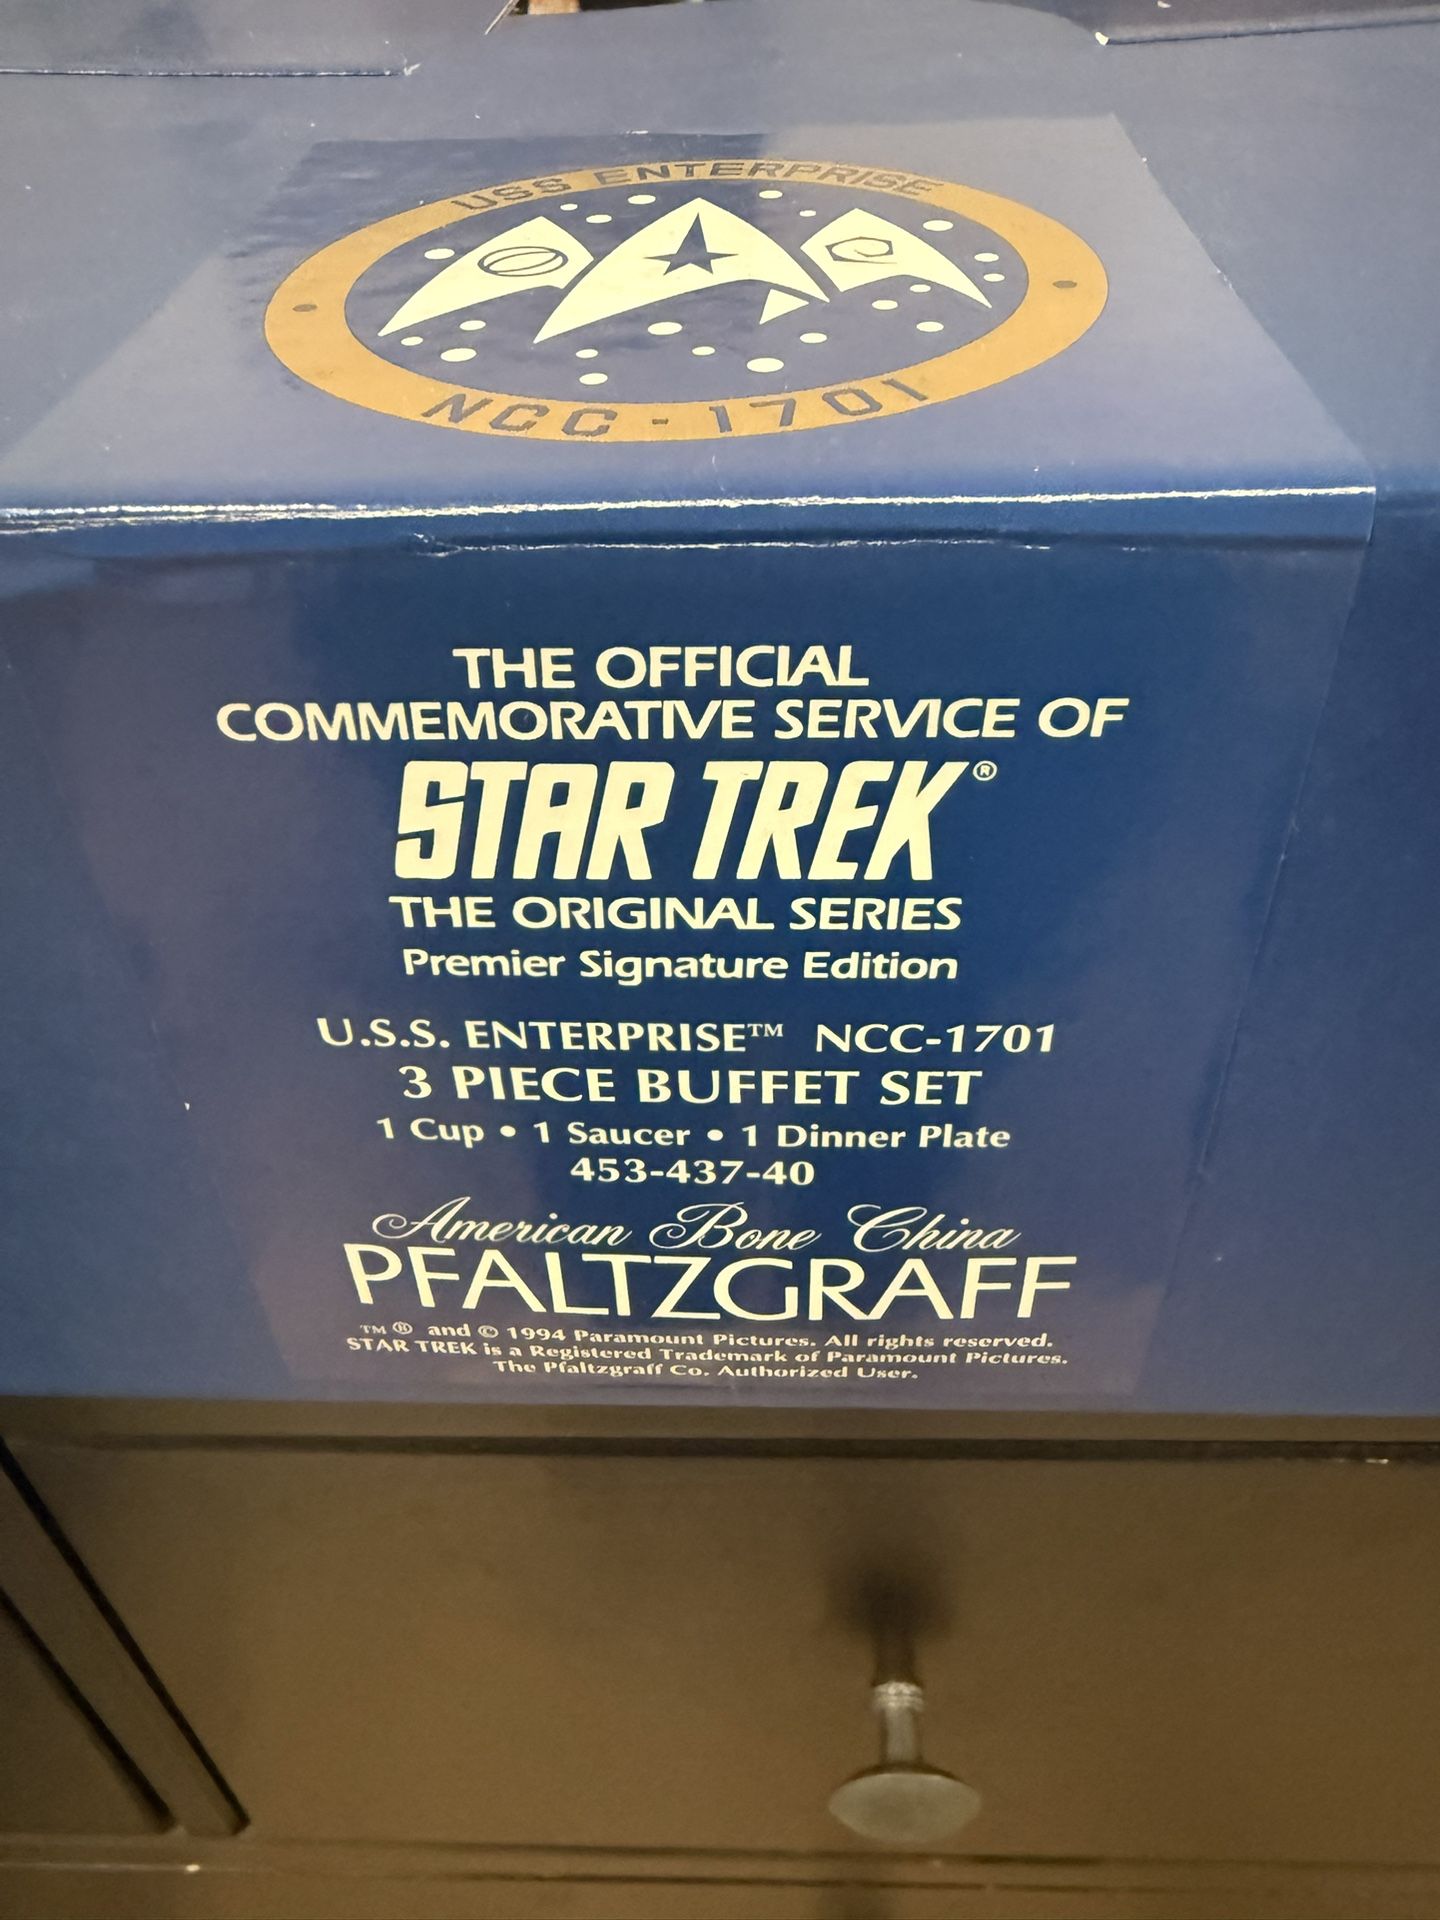 USS ENTERPRISE
NCC-1701
THE OFFICIAL
COMMEMORATIVE SERVICE OF
STAR TREK®
THE ORIGINAL SERIES
Premier Signature Edition
U.S.S. ENTERPRISE™ NCC-1701
3 PIECE BUFFET SET
1 Cup • 1 Saucer • 1 Dinner Plate
453-437-40
American Bone China
PFALTZGRAFF
™ ® and © 1994 Paramount Pictures. All rights reserved.
STAR TREK is a Registered Trademark of Paramount Pictures.
The Pfaltzgraff Co. Authorized User.